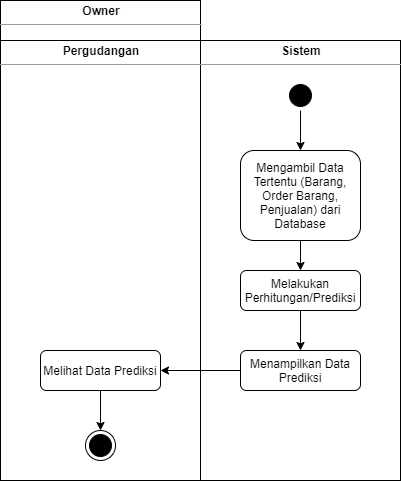 Owner
Pergudangan
Sistem
Mengambil Data
Tertentu (Barang,
Order Barang,
Penjualan) dari
Database
Melakukan
Perhitungan/Prediksi
Menampilkan Data
Prediksi
Melihat Data Prediksi